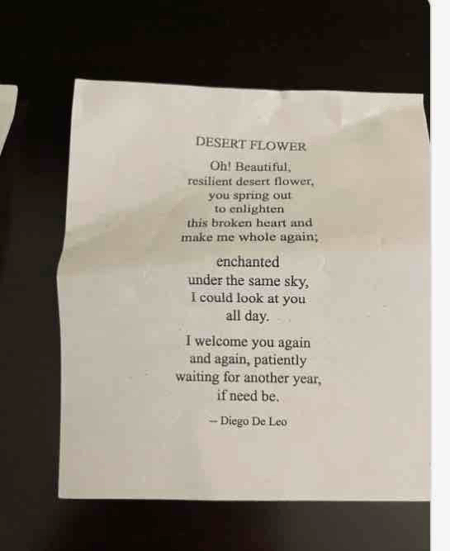 DESERT FLOWER
Oh! Beautiful,
resilient desert flower,
you spring out
to enlighten
this broken heart and
make me whole again;
enchanted
under the same sky,
I could look at you
all day.
I welcome you again
and again, patiently
waiting for another year,
if need be.
– Diego De Leo